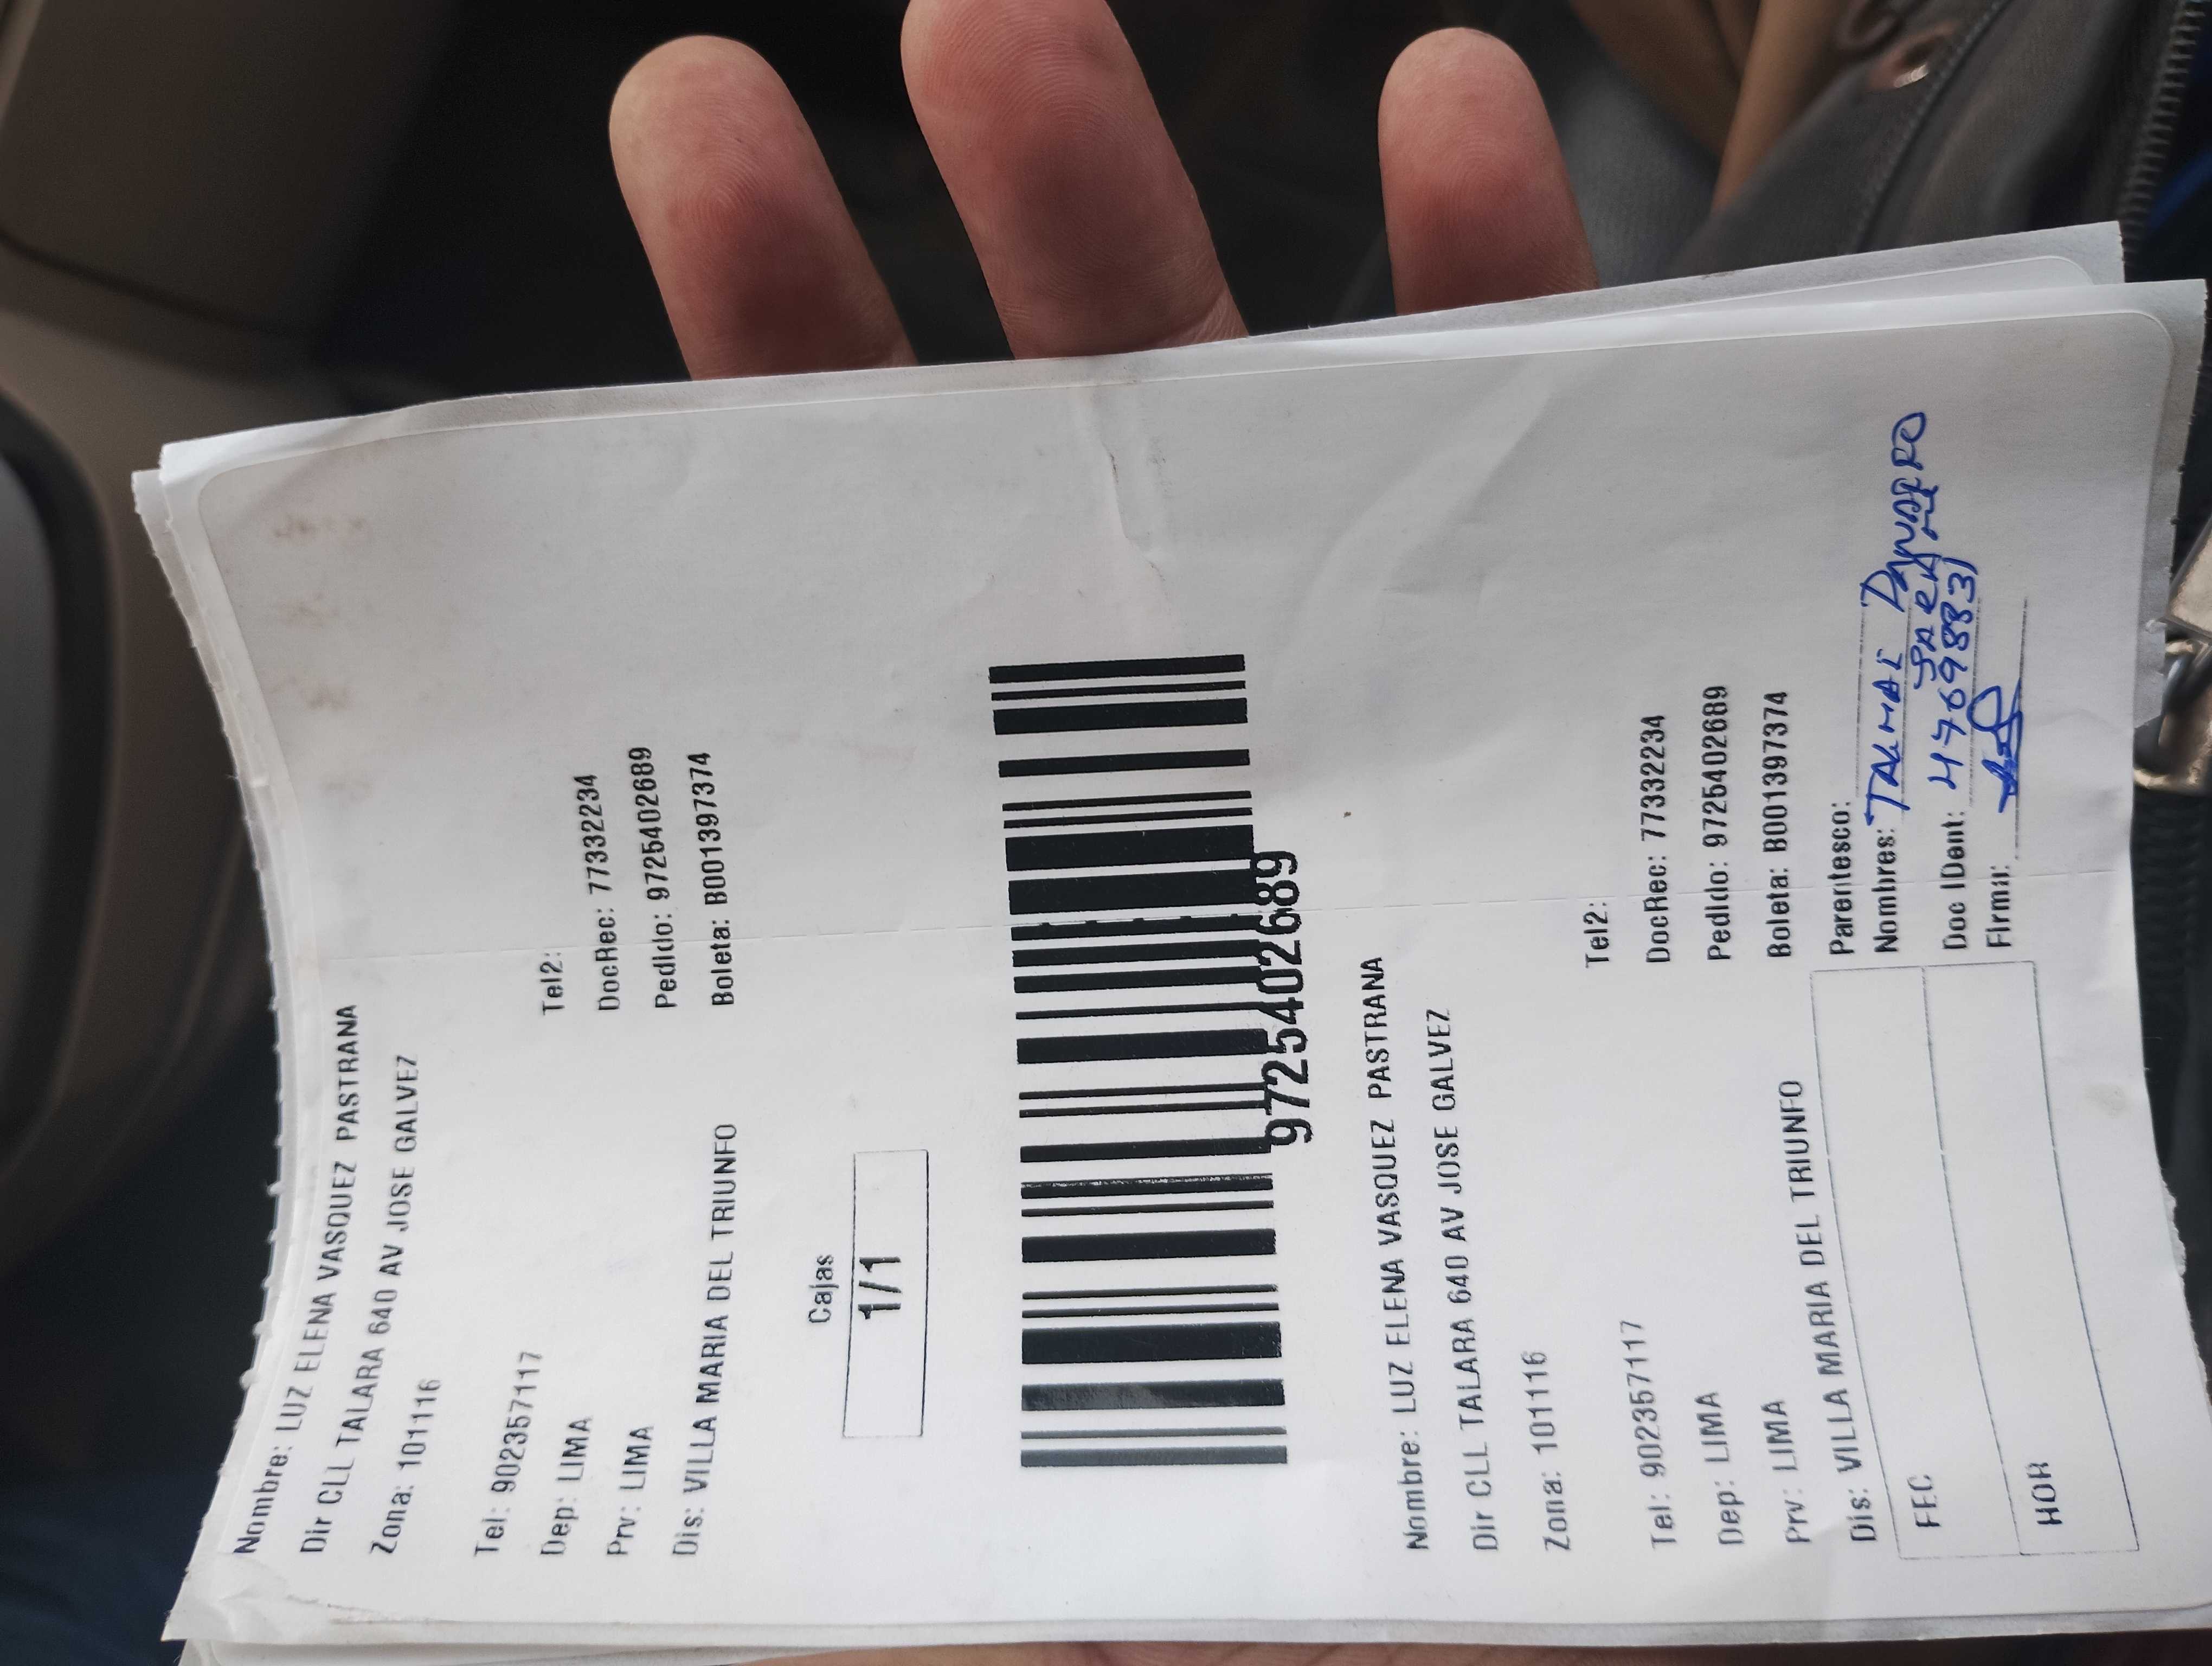 Nombre: LUZ ELENA VASQUEZ PASTRANA
Dir CLL TALARA 640 AV JOSE GALVEZ
Zona: 101116
Tel: 902357117 Tel2:
Dep: LIMA DocRec: 77332234
Prv: LIMA Pedido: 9725402689
Dis: VILLA MARIA DEL TRIUNFO Boleta: B001397374
Cajas
1/1
9725402689
Nombre: LUZ ELENA VASQUEZ PASTRANA
Dir CLL TALARA 640 AV JOSE GALVEZ
Zona: 101116
Tel2:
Tel: 902357117 DocRec: 77332234
Dep: LIMA Pedido: 9725402689
Prv: LIMA Boleta: B001397374
Dis: VILLA MARIA DEL TRIUNFO Parentesco:
FEC Nombres:
Doc IDent: 47698831
HOR Firma: